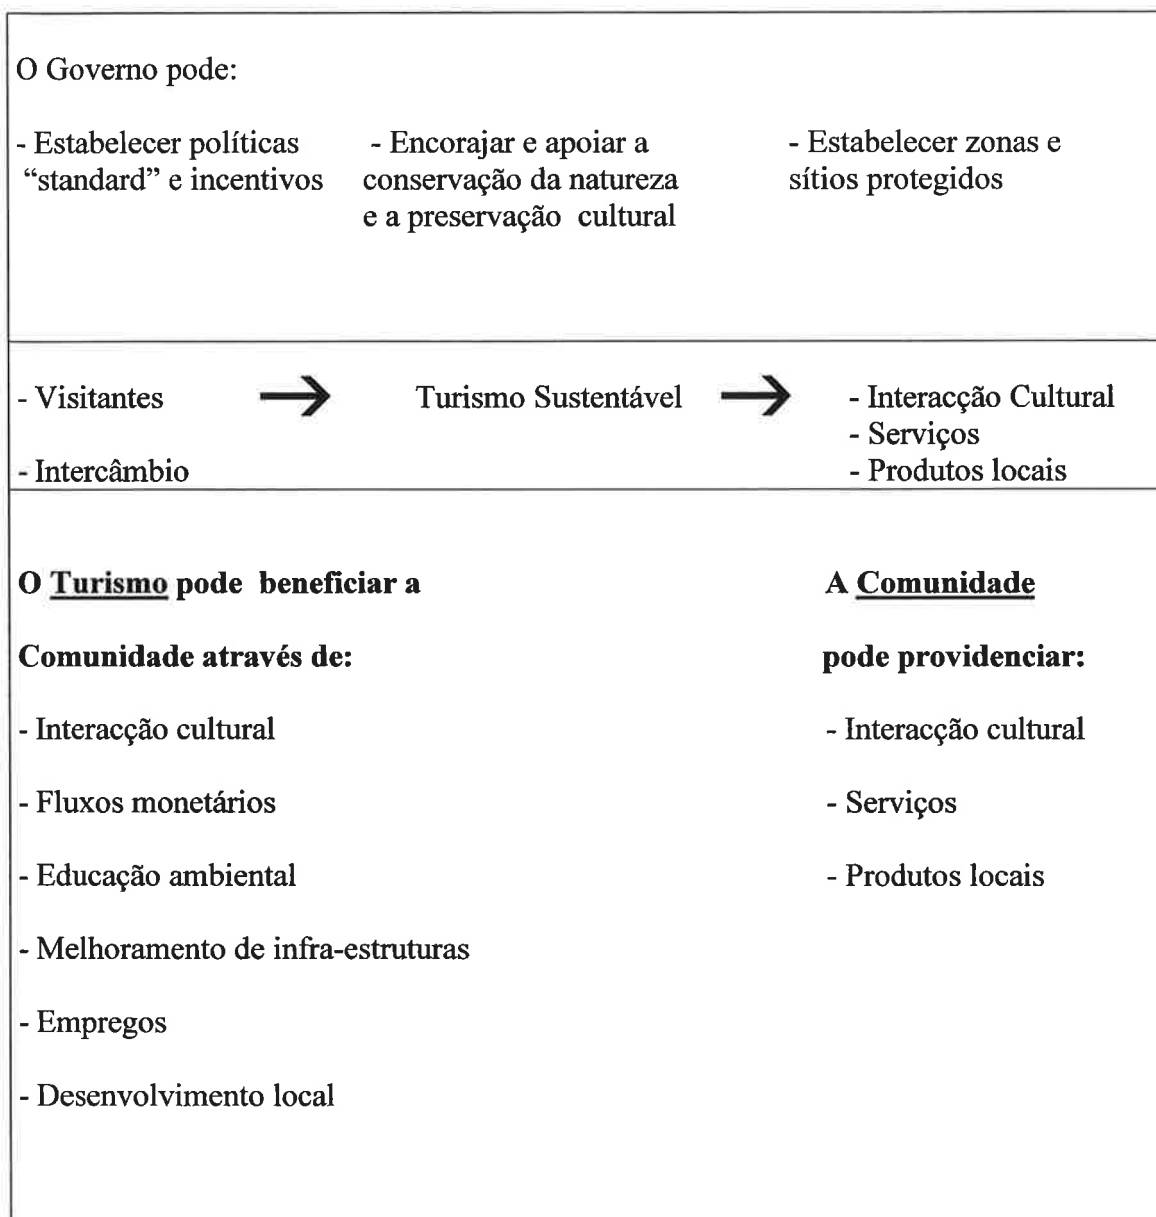 O Governo pode:
- Estabelecer políticas
“standard” e incentivos
- Encorajar e apoiar a
conservação da natureza
e a preservação cultural
- Estabelecer zonas e
sítios protegidos
- Visitantes
- Intercâmbio
→
Turismo Sustentável
→
- Interacção Cultural
- Serviços
- Produtos locais
O Turismo pode beneficiar a
Comunidade através de:
- Interacção cultural
- Fluxos monetários
- Educação ambiental
- Melhoramento de infra-estruturas
- Empregos
- Desenvolvimento local
A Comunidade
pode providenciar:
- Interacção cultural
- Serviços
- Produtos locais